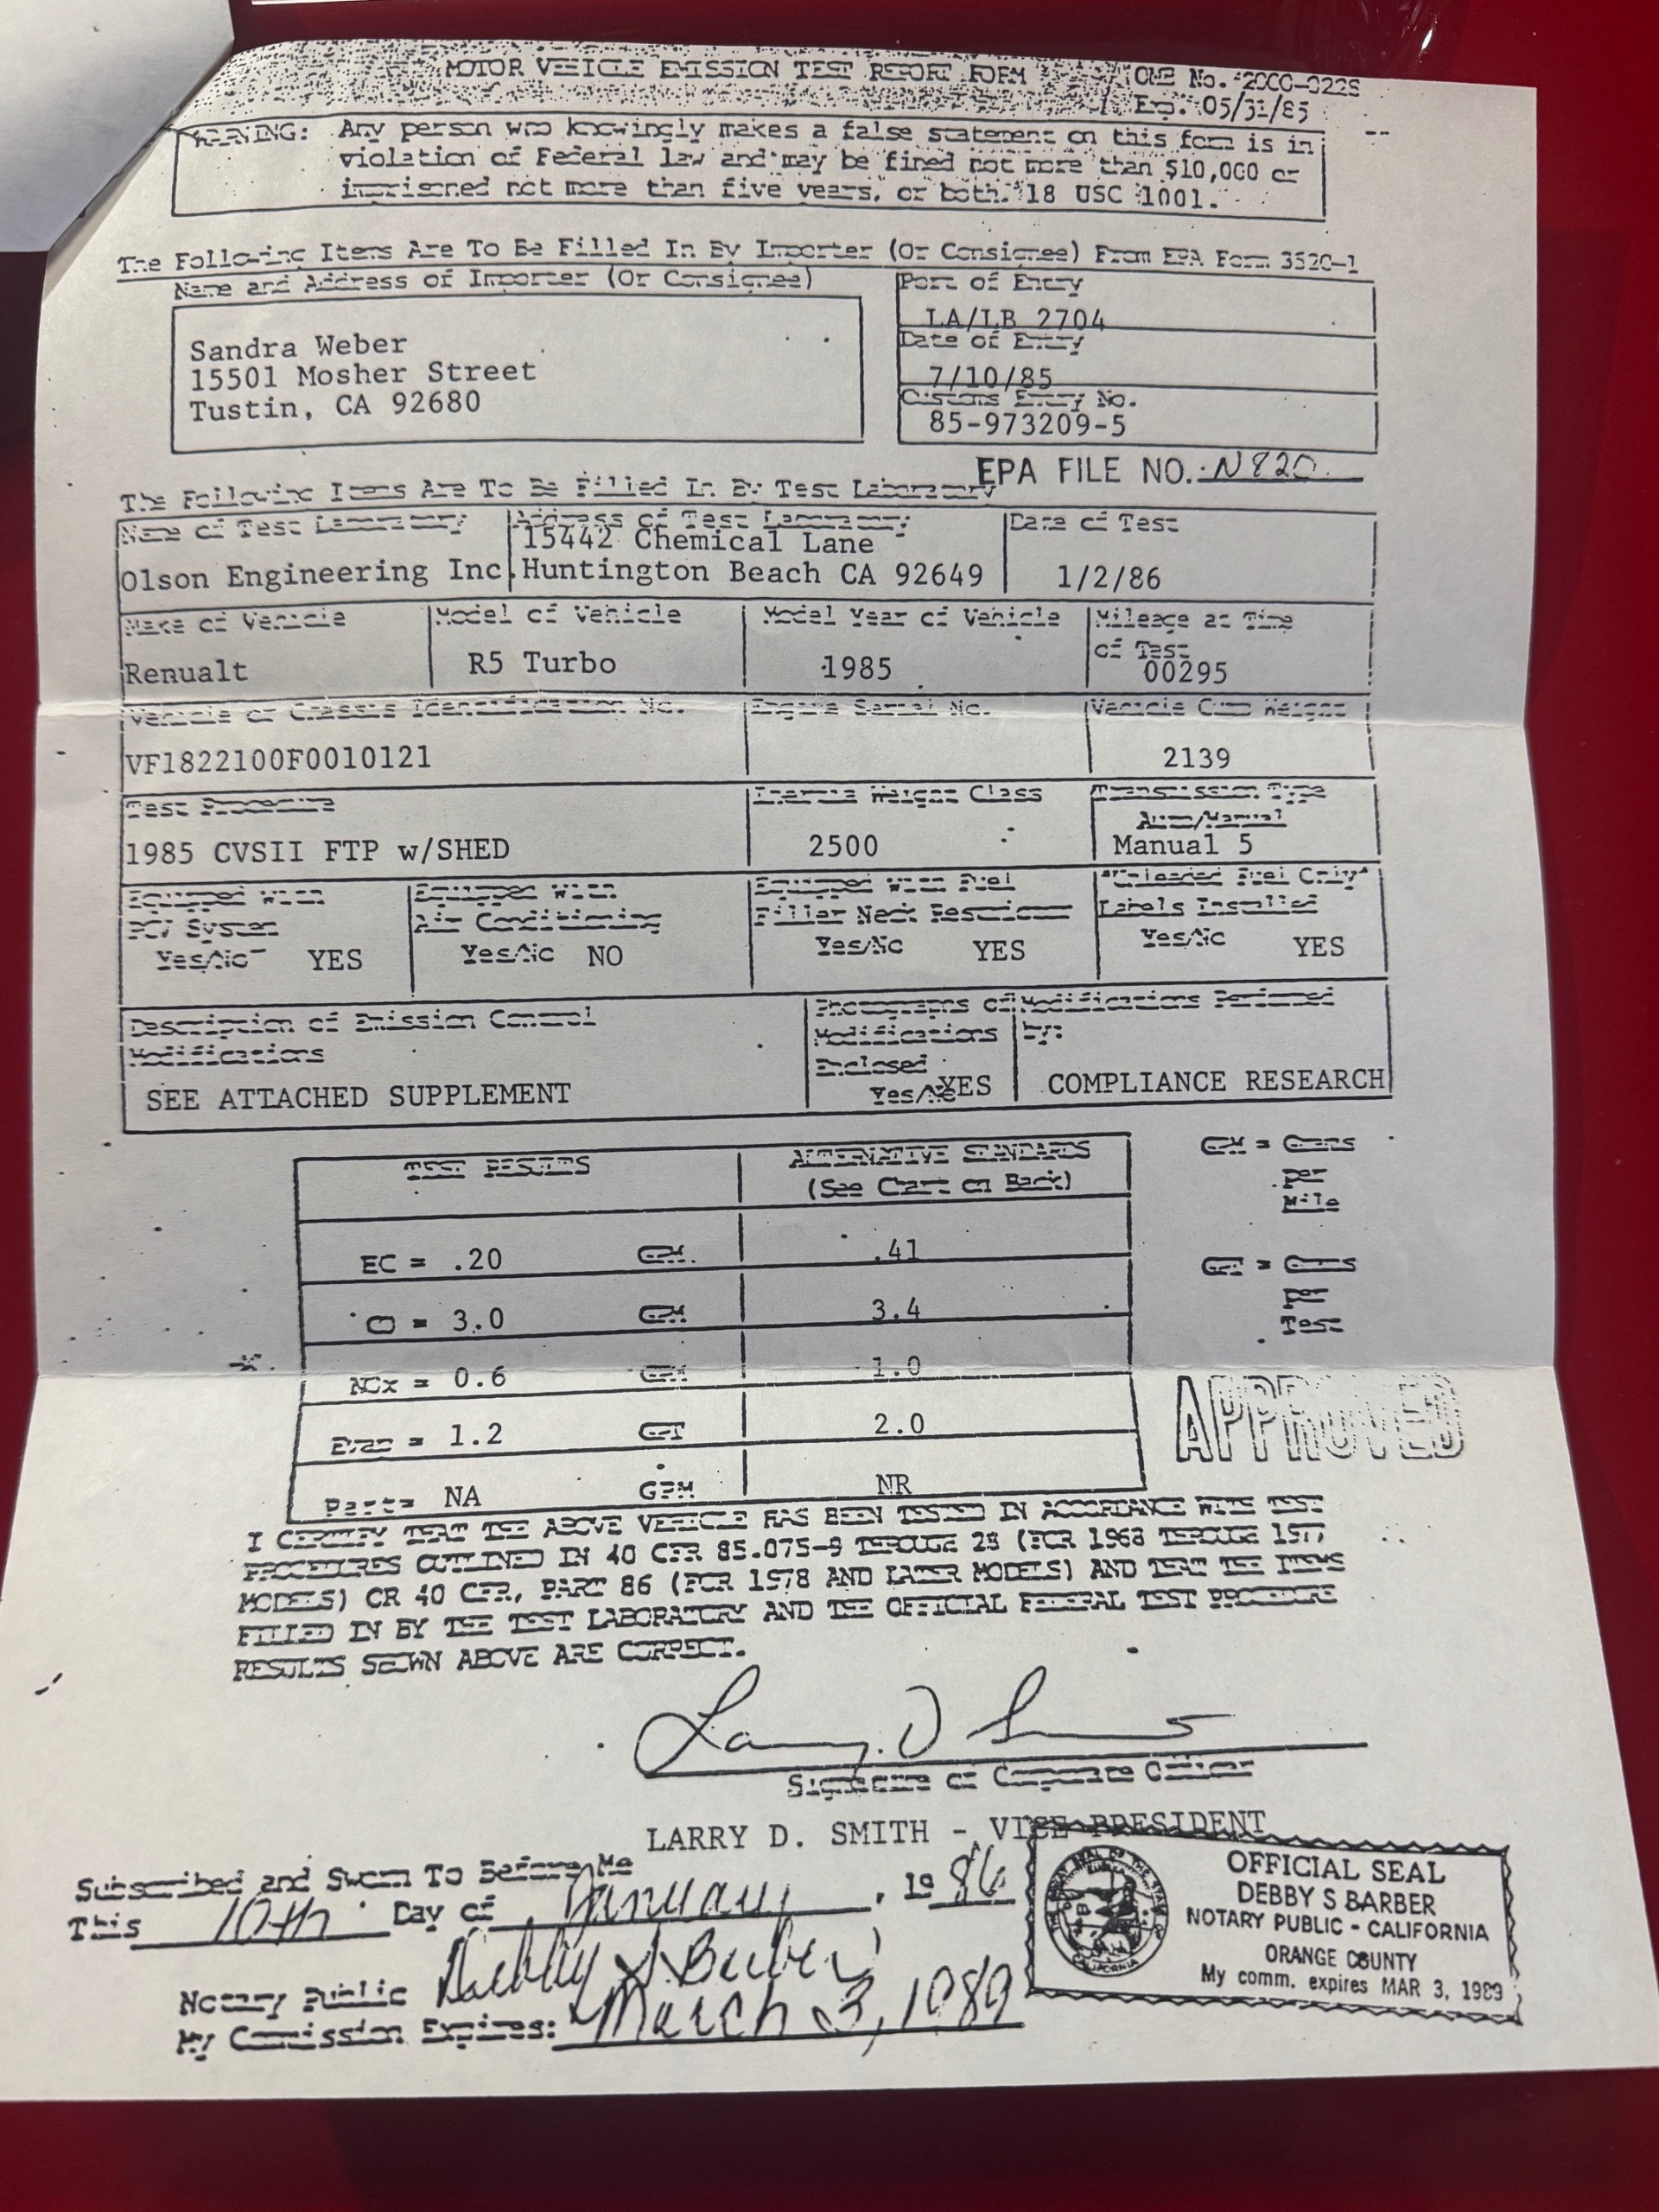 MOTOR VEHICLE EMISSION TEST REPORT FORM
OMB No. 2000-0228
Exp. 05/31/85
WARNING: Any person who knowingly makes a false statement on this form is in
violation of Federal law and may be fined not more than $10,000 or
imprisoned not more than five years, or both. 18 USC 1001.
The Following Items Are To Be Filled In By Importer (Or Consignee) From EPA Form 3520-1
Name and Address of Importer (Or Consignee)
Sandra Weber
15501 Mosher Street
Tustin, CA 92680
Port of Entry
LA/LB 2704
Date of Entry
7/10/85
Customs Entry No.
85-973209-5
EPA FILE NO. N820
The Following Items Are To Be Filled In By Test Laboratory
Name of Test Laboratory
Olson Engineering Inc.
Address of Test Laboratory
15442 Chemical Lane
Huntington Beach CA 92649
Date of Test
1/2/86
Make of Vehicle
Renualt
Model of Vehicle
R5 Turbo
Model Year of Vehicle
1985
Mileage at Time
of Test
00295
Vehicle or Chassis Identification No.
VF1822100F0010121
Engine Serial No.
Vehicle Curb Weight
2139
Test Procedure
1985 CVSII FTP w/SHED
Inertia Weight Class
2500
Transmission Type
Auto/Manual
Manual 5
Equipped With
PCV System
Yes/No YES
Equipped With
Air Conditioning
Yes/No NO
Equipped With Fuel
Filler Neck Restrictor
Yes/No YES
"Unleaded Fuel Only"
Labels Installed
Yes/No YES
Description of Emission Control
Modifications
SEE ATTACHED SUPPLEMENT
Photographs of
Modifications
Enclosed
Yes/No YES
Modifications Performed
by:
COMPLIANCE RESEARCH
TEST RESULTS
ALTERNATIVE STANDARDS
(See Chart on Back)
HC = .20 GPM .41
CO = 3.0 GPM 3.4
NOx = 0.6 GPM 1.0
Evap = 1.2 GPT 2.0
Part= NA GPM NR
GPM = Grams
per
Mile
GPT = Grams
per
Test
APPROVED
I CERTIFY THAT THE ABOVE VEHICLE HAS BEEN TESTED IN ACCORDANCE WITH TEST
PROCEDURES OUTLINED IN 40 CFR 85.075-9 THROUGH 28 (FOR 1968 THROUGH 1977
MODELS) OR 40 CFR, PART 86 (FOR 1978 AND LATER MODELS) AND THAT THE ITEMS
FILLED IN BY THE TEST LABORATORY AND THE OFFICIAL FEDERAL TEST PROCEDURE
RESULTS SHOWN ABOVE ARE CORRECT.
Larry D Smith
Signature of Corporate Officer
LARRY D. SMITH - VICE PRESIDENT
Subscribed and Sworn To Before Me
This 10th Day of January, 1986
Notary Public Debby S. Barber
My Commission Expires: March 3, 1989
OFFICIAL SEAL
DEBBY S BARBER
NOTARY PUBLIC - CALIFORNIA
ORANGE COUNTY
My comm. expires MAR 3, 1989